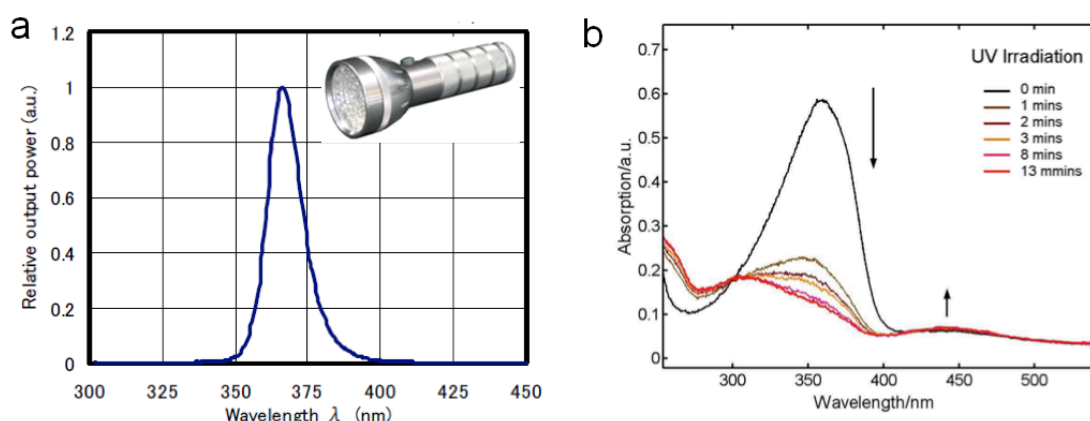 a
1.2
1
0.8
0.6
0.4
0.2
0
300 325 350 375 400 425 450
Relative output power (a.u.)
Wavelength λ (nm)
b
0.7
0.6
0.5
0.4
0.3
0.2
0.1
0
300 350 400 450 500
Absorption/a.u.
Wavelength/nm
UV Irradiation
0 min
1 mins
2 mins
3 mins
8 mins
13 mmins